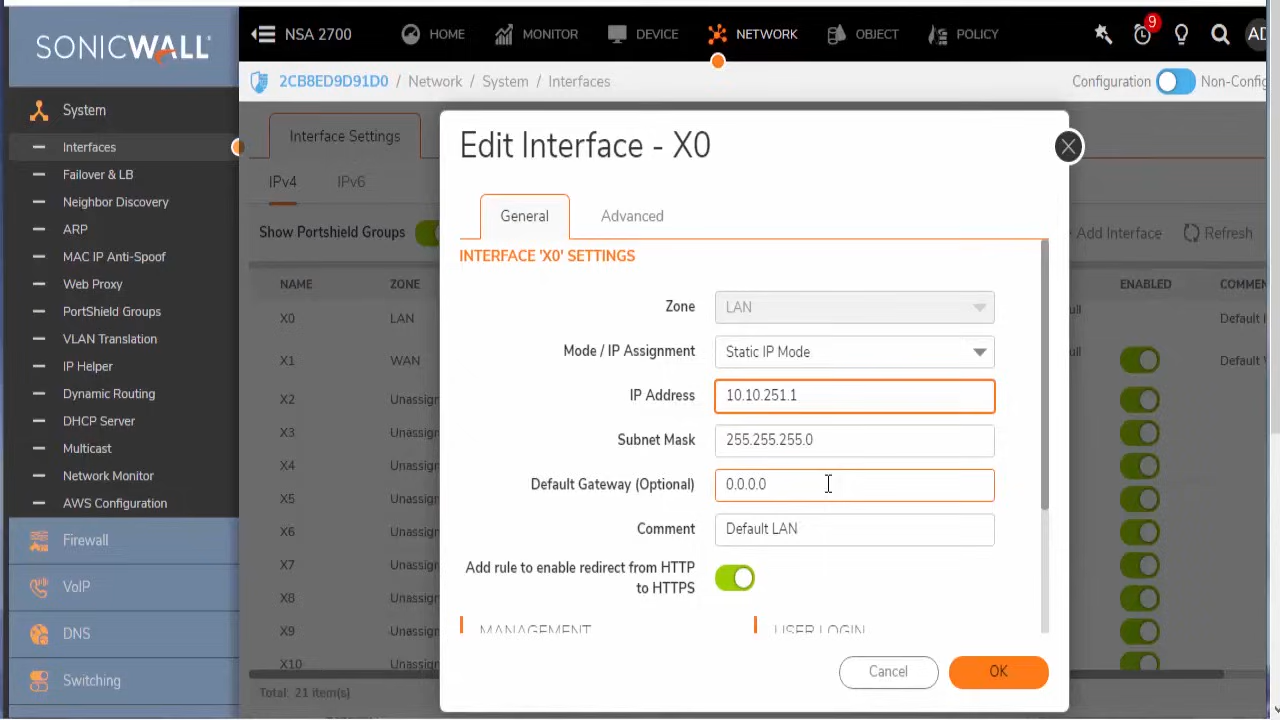 SONICWALL
NSA 2700
HOME
MONITOR
DEVICE
NETWORK
OBJECT
POLICY
9
2CB8ED9D91D0 / Network / System / Interfaces
Configuration
System
Interfaces
Failover & LB
Neighbor Discovery
ARP
MAC IP Anti-Spoof
Web Proxy
PortShield Groups
VLAN Translation
IP Helper
Dynamic Routing
DHCP Server
Multicast
Network Monitor
AWS Configuration
Firewall
VoIP
DNS
Switching
Interface Settings
IPv4
IPv6
Show Portshield Groups
Add Interface
Refresh
NAME ZONE ENABLED
X0 LAN
X1 WAN
X2
X3
X4
X5
X6
X7
X8
X9
X10
Total: 21 item(s)
Edit Interface - X0
General
Advanced
INTERFACE 'X0' SETTINGS
Zone LAN
Mode / IP Assignment Static IP Mode
IP Address 10.10.251.1
Subnet Mask 255.255.255.0
Default Gateway (Optional) 0.0.0.0
Comment Default LAN
Add rule to enable redirect from HTTP
to HTTPS
MANAGEMENT
USER LOGIN
Cancel
OK